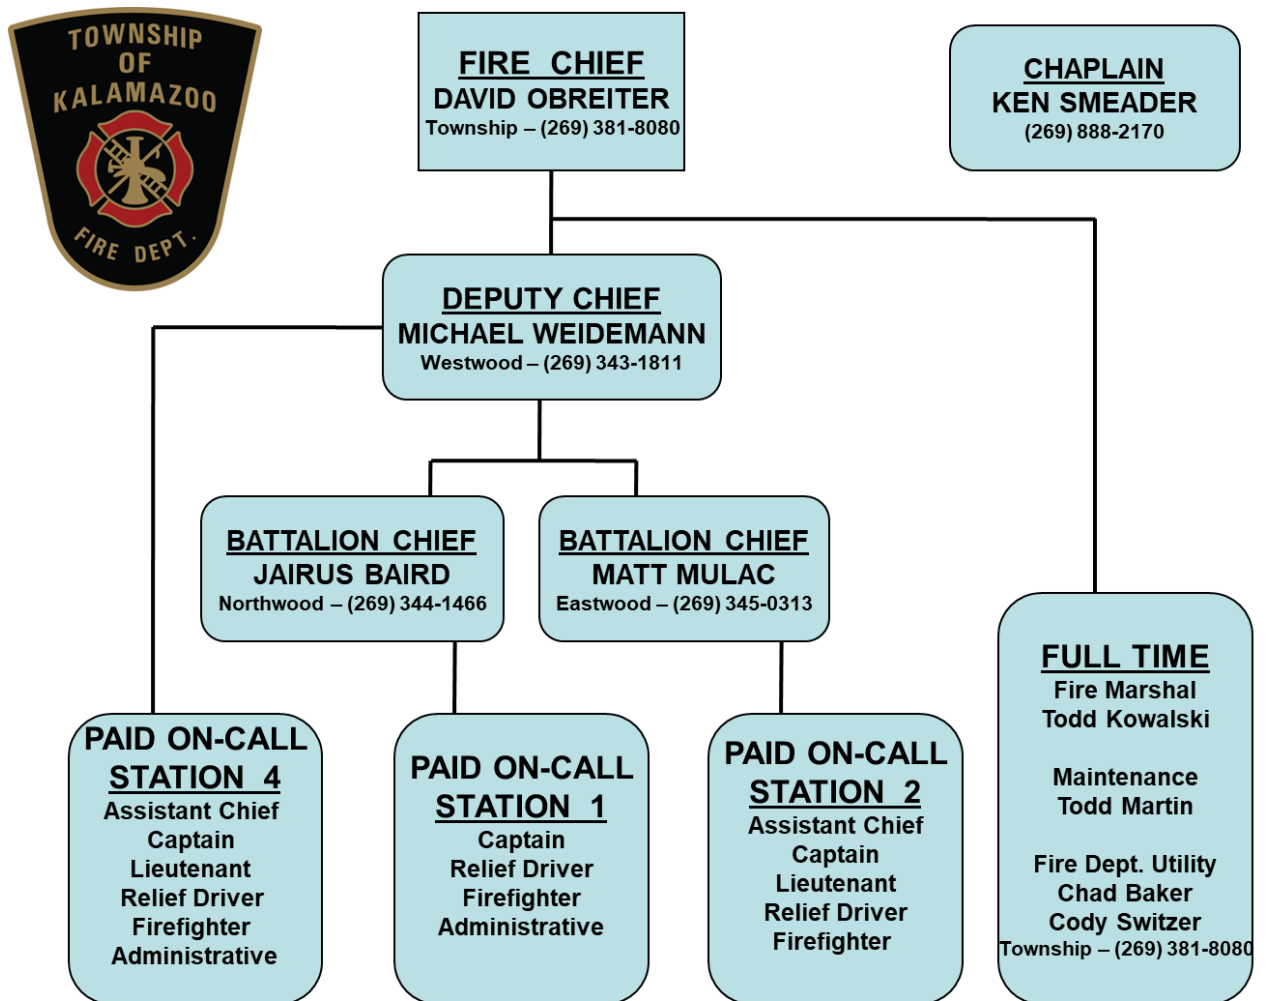 TOWNSHIP
OF
KALAMAZOO
FIRE DEPT.
FIRE CHIEF
DAVID OBREITER
Township – (269) 381-8080
CHAPLAIN
KEN SMEADER
(269) 888-2170
DEPUTY CHIEF
MICHAEL WEIDEMANN
Westwood – (269) 343-1811
BATTALION CHIEF
JAIRUS BAIRD
Northwood – (269) 344-1466
BATTALION CHIEF
MATT MULAC
Eastwood – (269) 345-0313
PAID ON-CALL
STATION 4
Assistant Chief
Captain
Lieutenant
Relief Driver
Firefighter
Administrative
PAID ON-CALL
STATION 1
Captain
Relief Driver
Firefighter
Administrative
PAID ON-CALL
STATION 2
Assistant Chief
Captain
Lieutenant
Relief Driver
Firefighter
FULL TIME
Fire Marshal
Todd Kowalski
Maintenance
Todd Martin
Fire Dept. Utility
Chad Baker
Cody Switzer
Township – (269) 381-8080